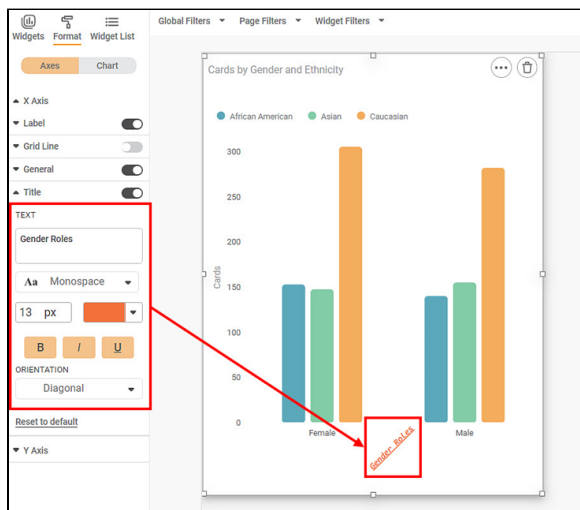 Widgets Format Widget List
Global Filters Page Filters Widget Filters
Axes Chart
X Axis
Label
Grid Line
General
Title
TEXT
Gender Roles
Aa Monospace
13 px
B I U
ORIENTATION
Diagonal
Reset to default
Y Axis
Cards by Gender and Ethnicity
African American Asian Caucasian
300
250
200
150
100
50
0
Cards
Female Male
Gender Roles